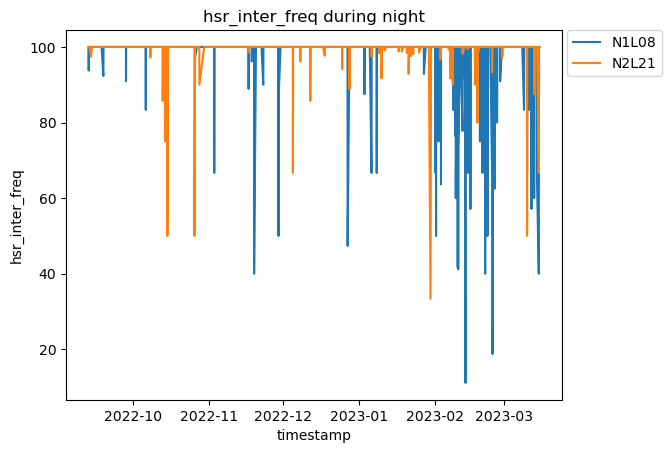 hsr_inter_freq during night
N1L08
N2L21
100
80
60
40
20
hsr_inter_freq
2022-10 2022-11 2022-12 2023-01 2023-02 2023-03
timestamp